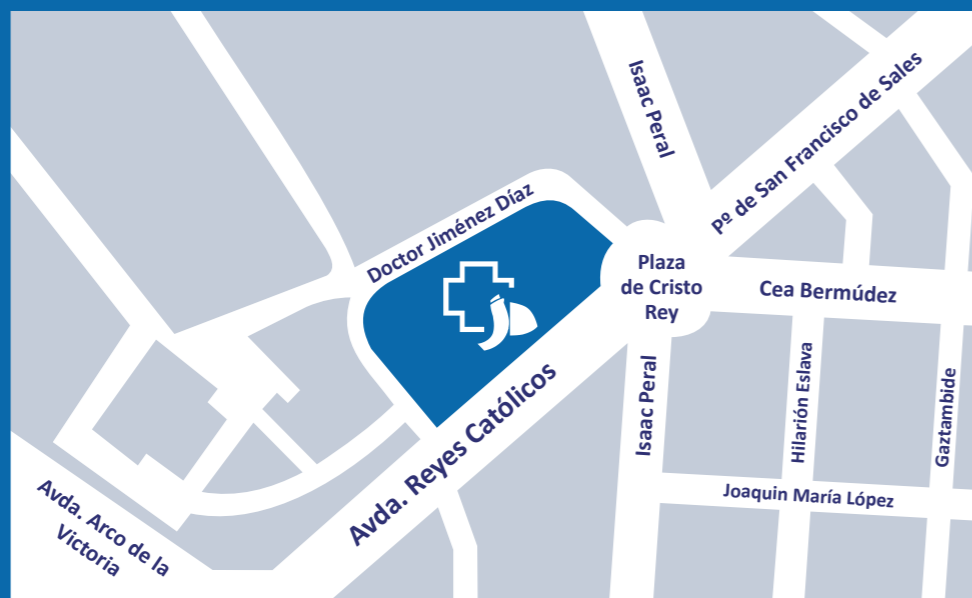 Isaac Peral
Pº de San Francisco de Sales
Doctor Jiménez Díaz
Plaza
de Cristo
Rey
Cea Bermúdez
Avda. Reyes Católicos
Isaac Peral
Hilarión Eslava
Gaztambide
Joaquin María López
Avda. Arco de la
Victoria